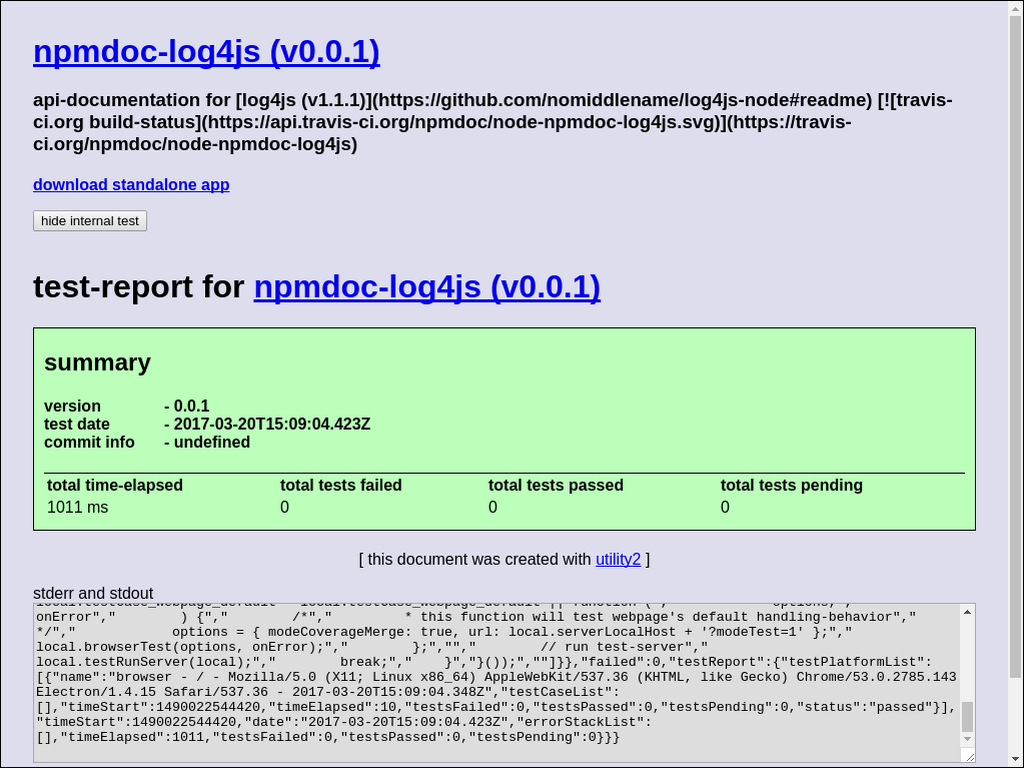 npmdoc-log4js (v0.0.1)
api-documentation for [log4js (v1.1.1)](https://github.com/nomiddlename/log4js-node#readme) [![travis-
ci.org build-status](https://api.travis-ci.org/npmdoc/node-npmdoc-log4js.svg)](https://travis-
ci.org/npmdoc/node-npmdoc-log4js)
download standalone app
hide internal test
test-report for npmdoc-log4js (v0.0.1)
summary
version - 0.0.1
test date - 2017-03-20T15:09:04.423Z
commit info - undefined
total time-elapsed total tests failed total tests passed total tests pending
1011 ms 0 0 0
[ this document was created with utility2 ]
stderr and stdout
onError","        ) {","        /*","         * this function will test webpage's default handling-behavior","
*/","            options = { modeCoverageMerge: true, url: local.serverLocalHost + '?modeTest=1' };","
local.browserTest(options, onError);","        };","","        // run test-server","
local.testRunServer(local);","        break;","    }","}());",""]}},"failed":0,"testReport":{"testPlatformList":
[{"name":"browser - / - Mozilla/5.0 (X11; Linux x86_64) AppleWebKit/537.36 (KHTML, like Gecko) Chrome/53.0.2785.143
Electron/1.4.15 Safari/537.36 - 2017-03-20T15:09:04.348Z","testCaseList":
[],"timeStart":1490022544420,"timeElapsed":10,"testsFailed":0,"testsPassed":0,"testsPending":0,"status":"passed"}],
"timeStart":1490022544420,"date":"2017-03-20T15:09:04.423Z","errorStackList":
[],"timeElapsed":1011,"testsFailed":0,"testsPassed":0,"testsPending":0}}}